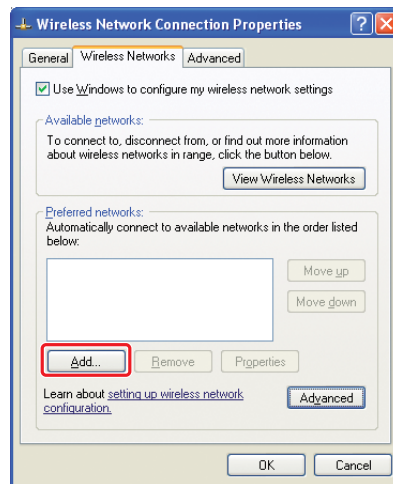 Wireless Network Connection Properties
General Wireless Networks Advanced
Use Windows to configure my wireless network settings
Available networks:
To connect to, disconnect from, or find out more information
about wireless networks in range, click the button below.
View Wireless Networks
Preferred networks:
Automatically connect to available networks in the order listed
below:
Move up
Move down
Add... Remove Properties
Learn about setting up wireless network
configuration.
Advanced
OK Cancel